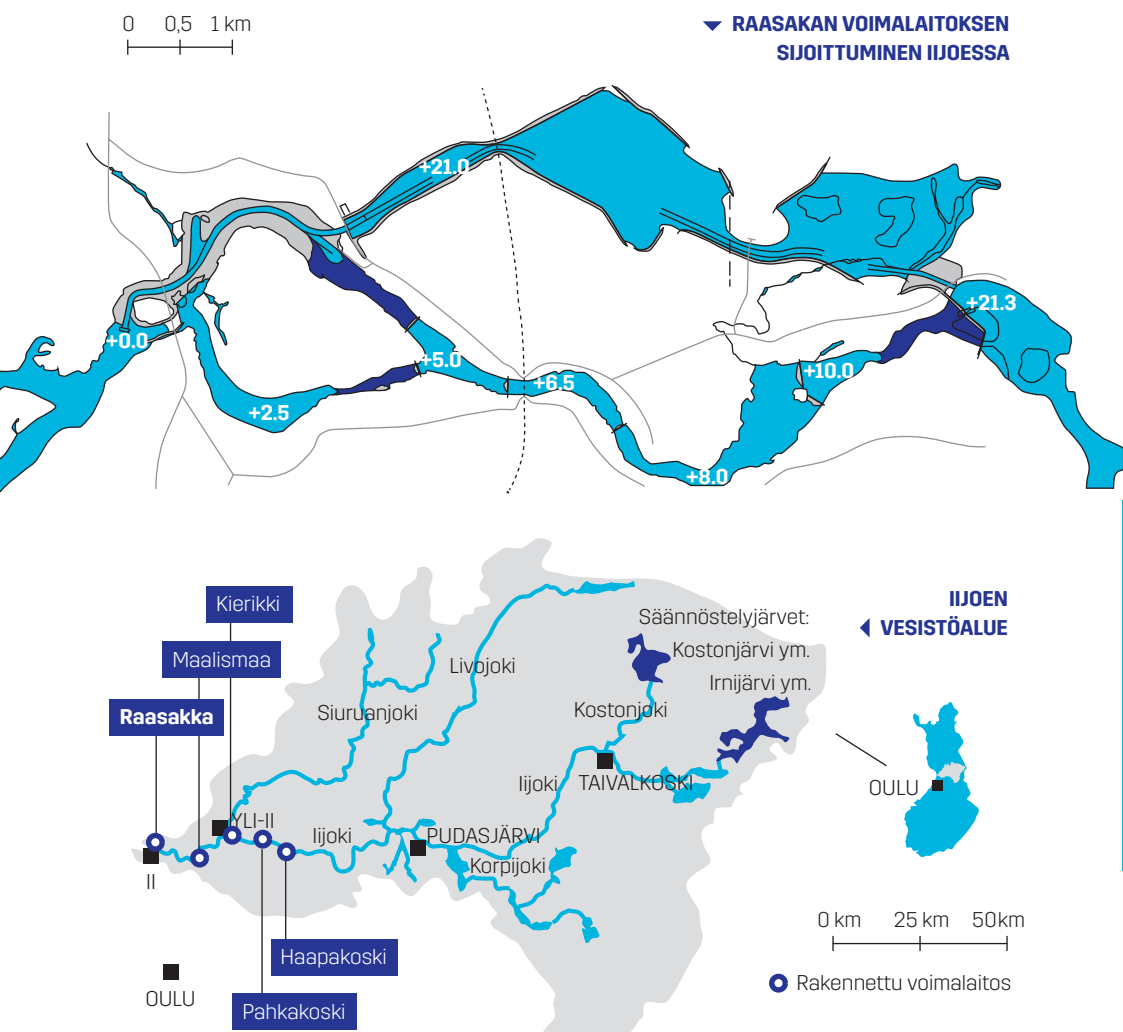 0 0,5 1 km
RAASAKAN VOIMALAITOKSEN
SIJOITTUMINEN IIJOESSA
+21.0
+21.3
+0.0
+5.0
+6.5
+10.0
+2.5
+8.0
IIJOEN
VESISTÖALUE
Kierikki
Maalismaa
Raasakka
Säännöstelyjärvet:
Kostonjärvi ym.
Irnijärvi ym.
Livojoki
Siuruanjoki
Kostonjoki
Iijoki
TAIVALKOSKI
OULU
YLI-II
Iijoki
PUDASJÄRVI
Korpijoki
II
Haapakoski
Pahkakoski
OULU
0 km 25 km 50km
Rakennettu voimalaitos